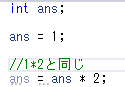 int ans;
ans = 1;
//1*2と同じ
ans = ans * 2;